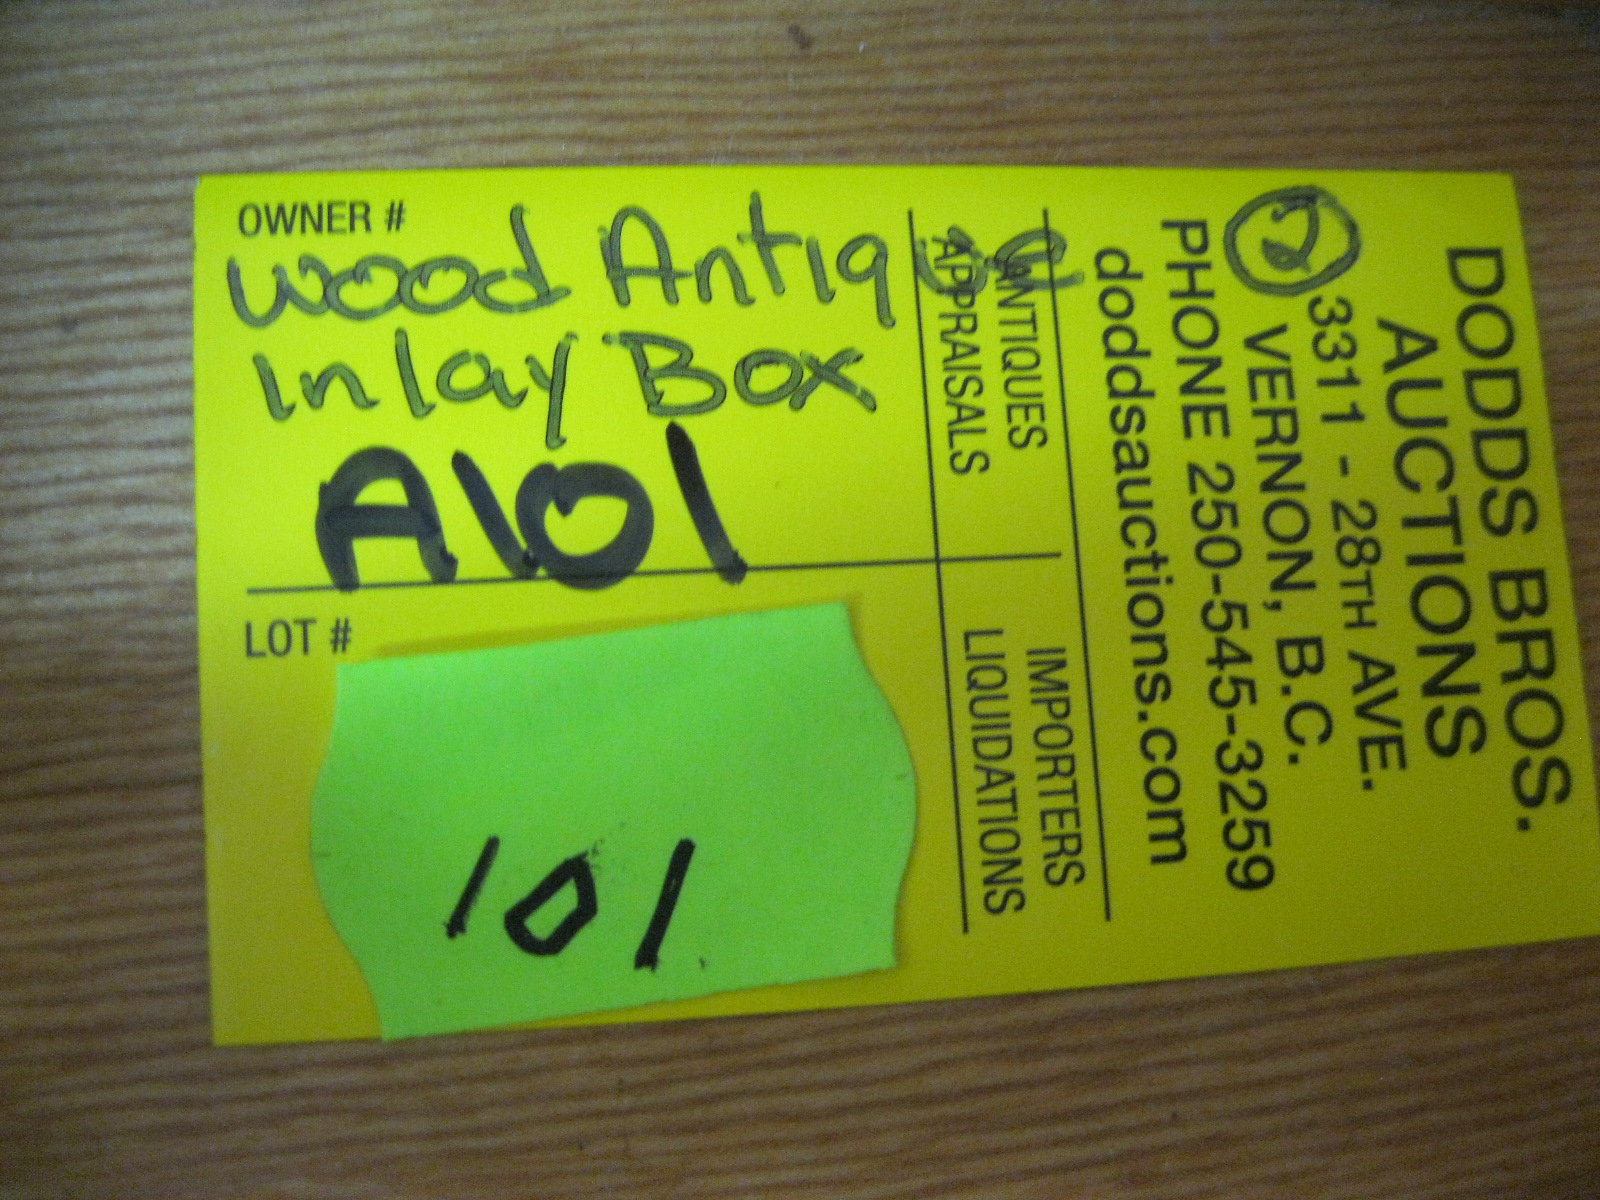 OWNER #
Wood Antique
Inlay Box
A101
LOT #
101
DODDS BROS.
AUCTIONS
3311 - 28TH AVE.
VERNON, B.C.
PHONE 250-545-3259
doddsauctions.com
ANTIQUES
APPRAISALS
IMPORTERS
LIQUIDATIONS
2